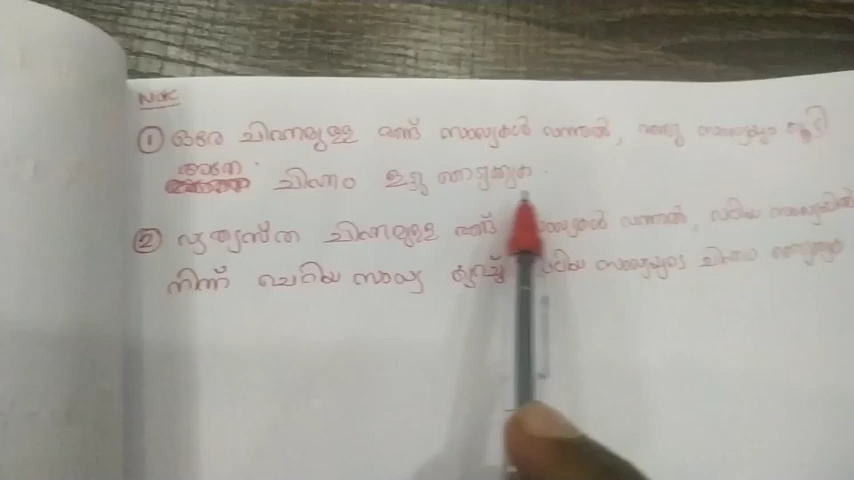 Note
① ഒരേ ചിഹ്നമുള്ള രണ്ട് സംഖ്യകൾ വന്നാൽ, രണ്ടു സംഖ്യയും കൂട്ടി
അതേ ചിഹ്നം ഇട്ടു കൊടുക്കുക.
② വ്യത്യസ്ത ചിഹ്നമുള്ള രണ്ട് സംഖ്യകൾ വന്നാൽ, വലിയ സംഖ്യയിൽ
നിന്ന് ചെറിയ സംഖ്യ കുറച്ച് വലിയ സംഖ്യയുടെ ചിഹ്നം